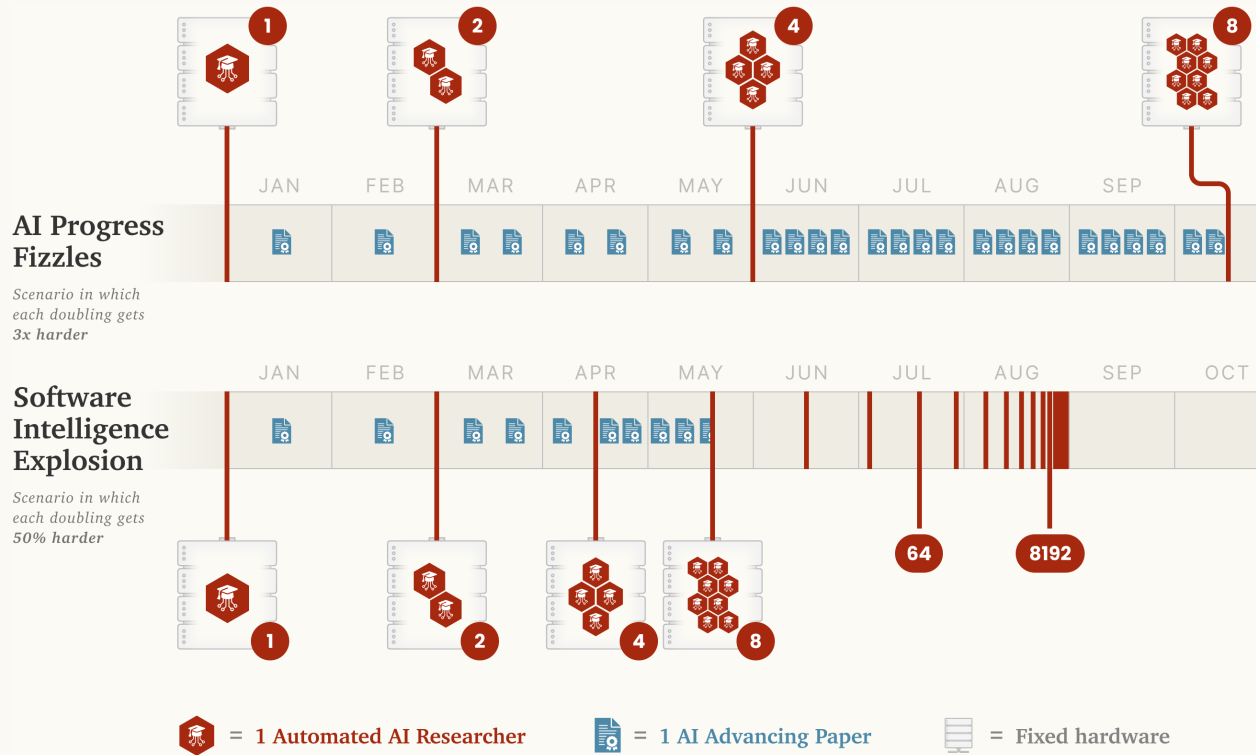 1
2
4
8
JAN FEB MAR APR MAY JUN JUL AUG SEP
AI Progress
Fizzles
Scenario in which
each doubling gets
3x harder
JAN FEB MAR APR MAY JUN JUL AUG SEP OCT
Software
Intelligence
Explosion
Scenario in which
each doubling gets
50% harder
64
8192
1
2
4
8
= 1 Automated AI Researcher
= 1 AI Advancing Paper
= Fixed hardware